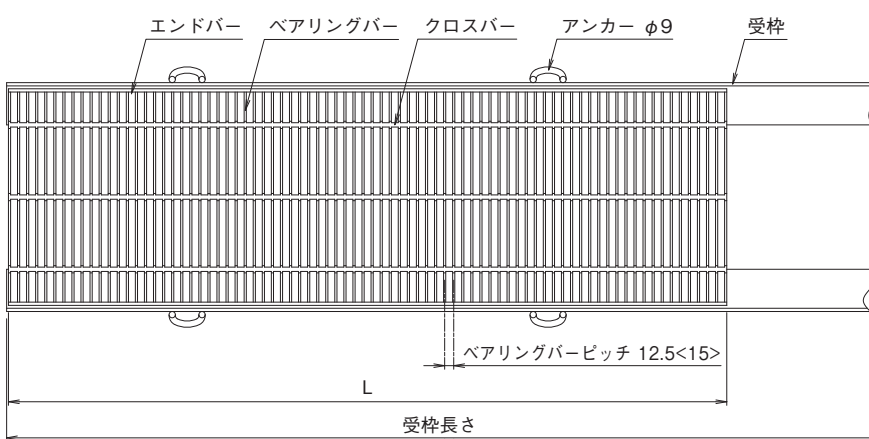 エンドバー
ベアリングバー
クロスバー
アンカー φ9
受枠
ベアリングバーピッチ 12.5<15>
L
受枠長さ